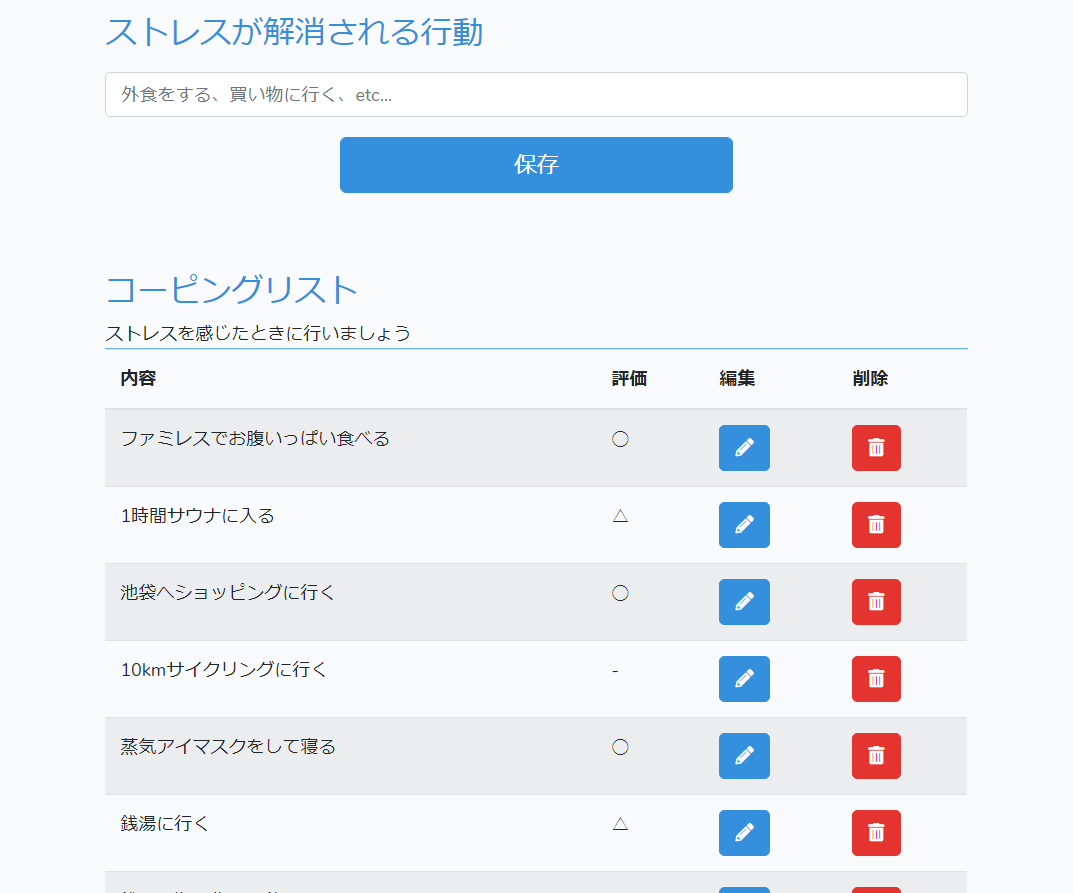 ストレスが解消される行動
外食をする、買い物に行く、etc...
保存
コーピングリスト
ストレスを感じたときに行いましょう
内容 評価 編集 削除
ファミレスでお腹いっぱい食べる ○
1時間サウナに入る △
池袋へショッピングに行く ○
10kmサイクリングに行く -
蒸気アイマスクをして寝る ○
銭湯に行く △